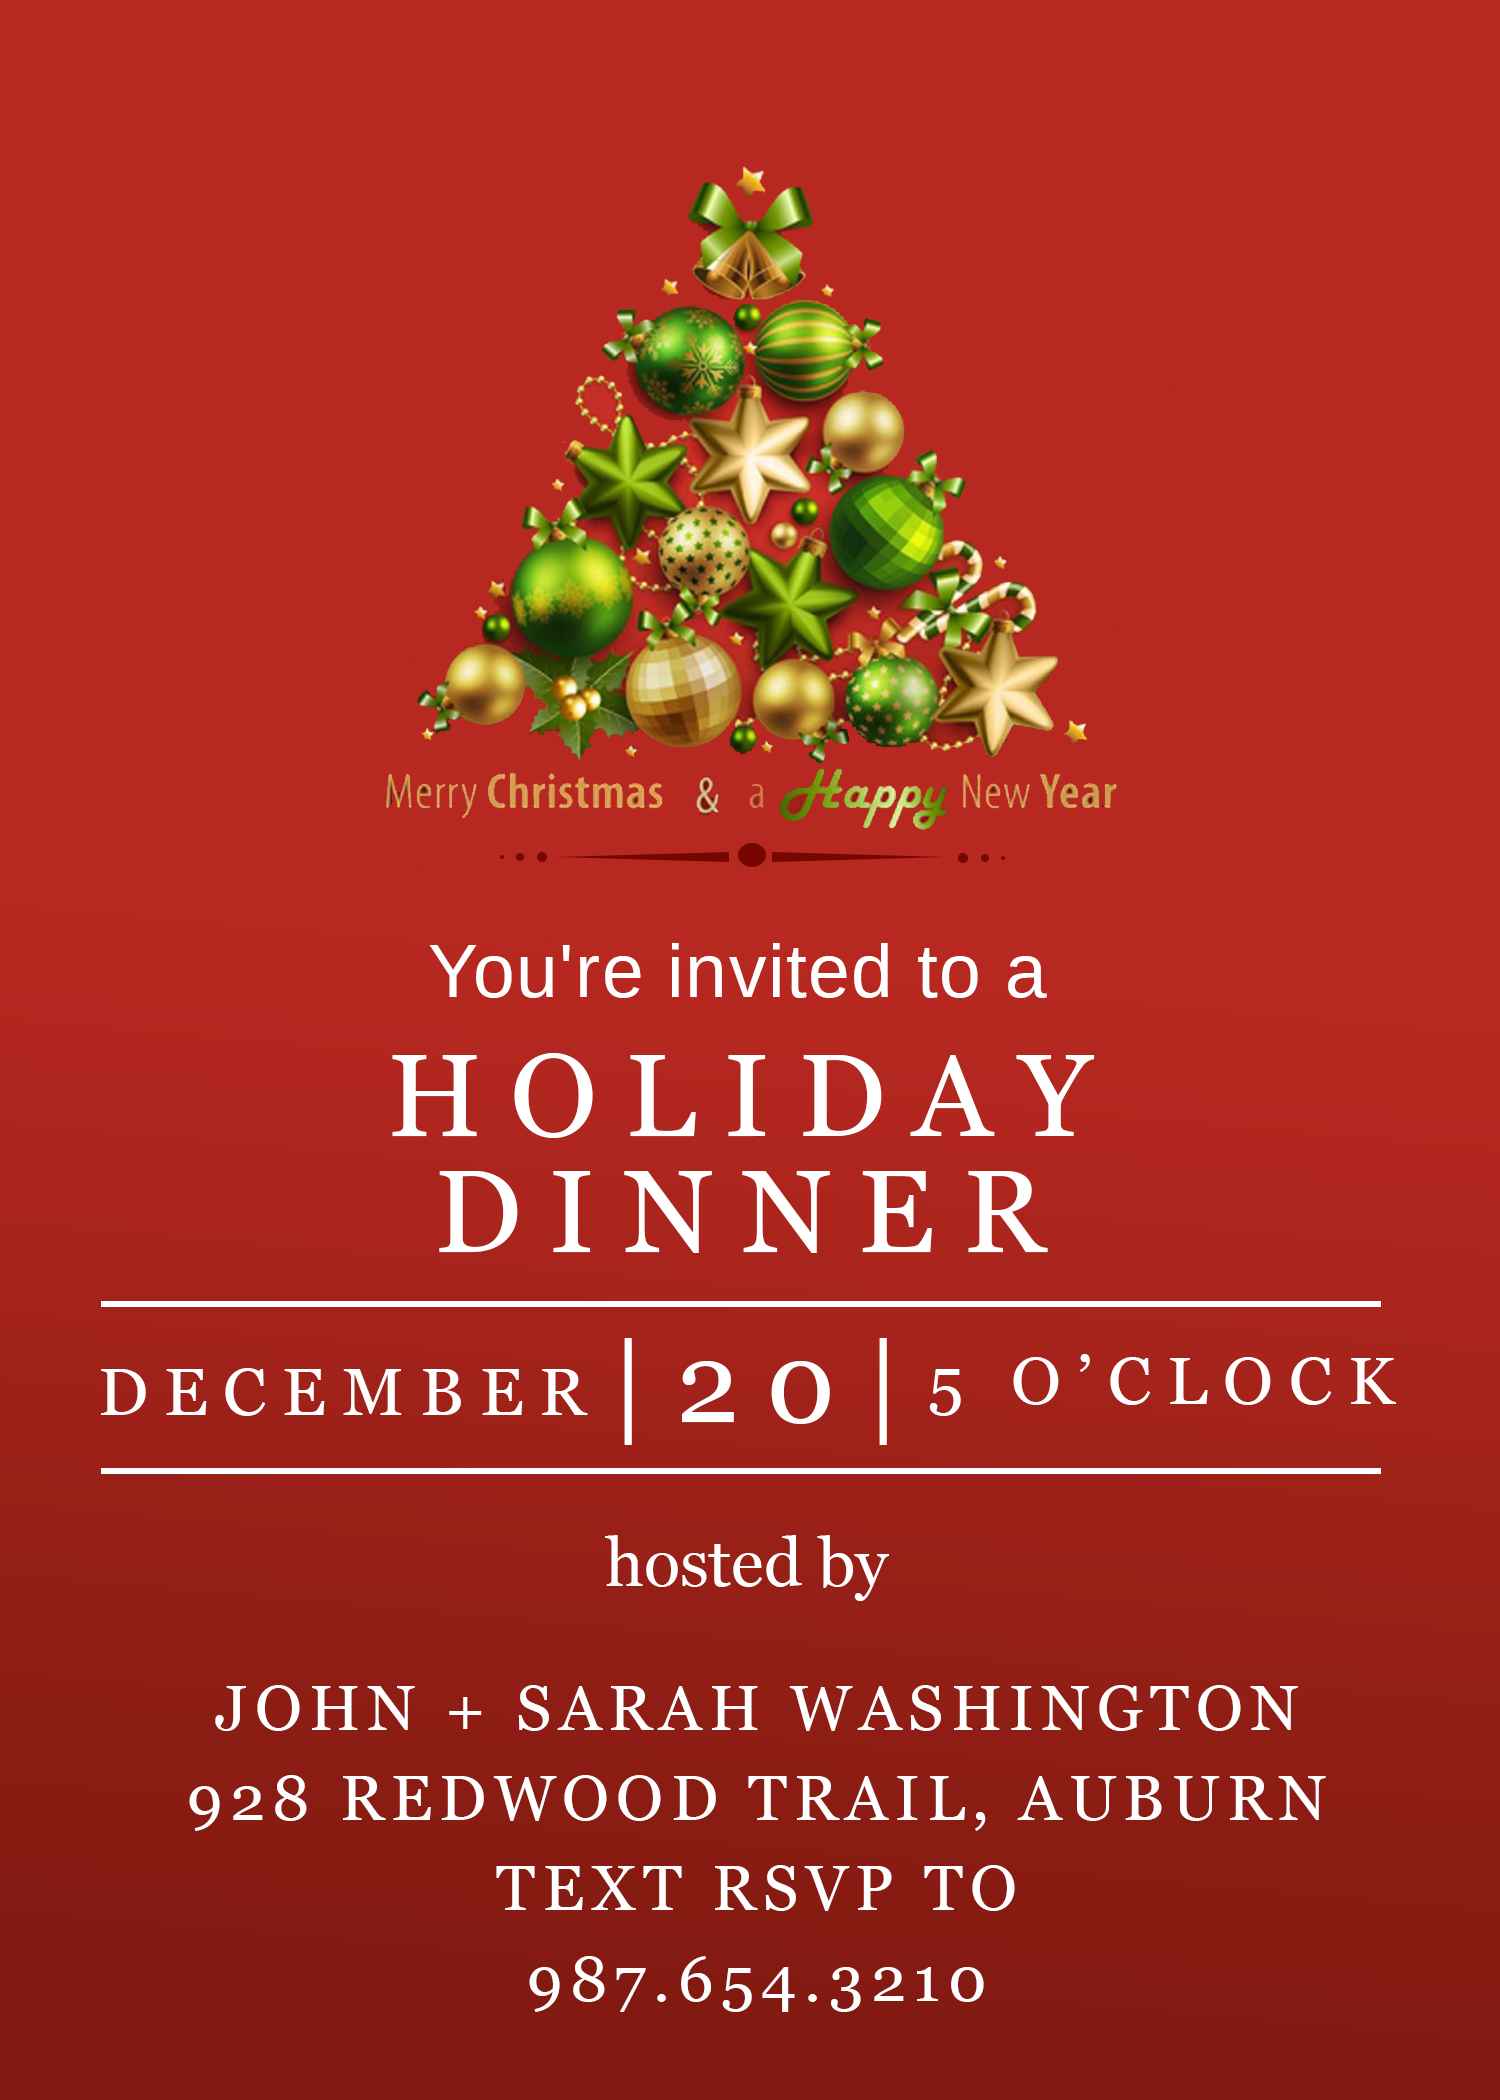 Merry Christmas & a Happy New Year
You're invited to a
HOLIDAY
DINNER
DECEMBER | 20 | 5 O’CLOCK
hosted by
JOHN + SARAH WASHINGTON
928 REDWOOD TRAIL, AUBURN
TEXT RSVP TO
987.654.3210